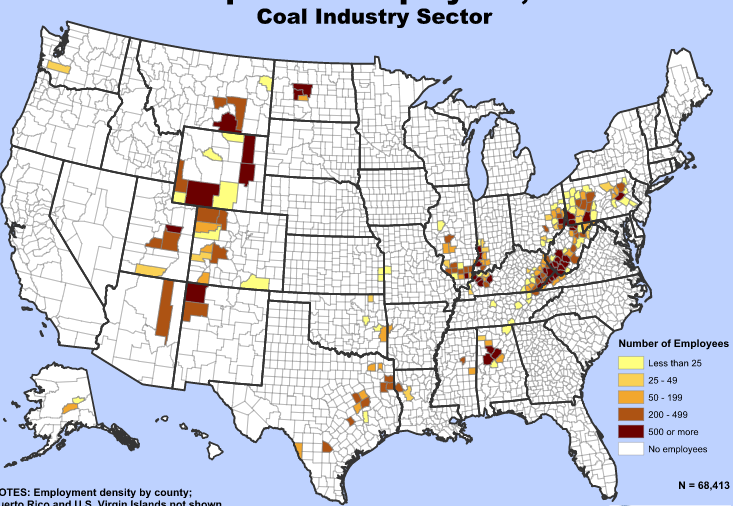 Coal Industry Sector
Number of Employees
Less than 25
25 - 49
50 - 199
200 - 499
500 or more
No employees
N = 68,413
OTES: Employment density by county;
uerto Rico and U.S. Virgin Islands not shown